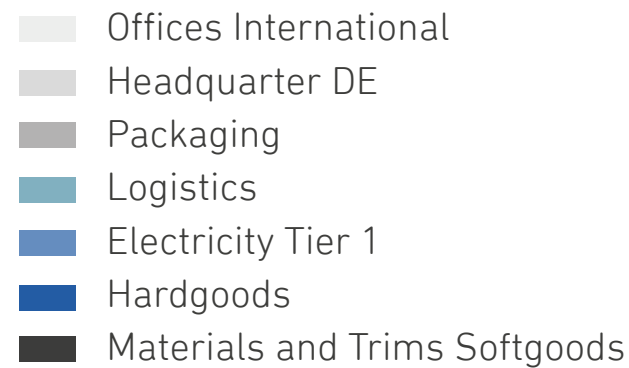 Offices International
Headquarter DE
Packaging
Logistics
Electricity Tier 1
Hardgoods
Materials and Trims Softgoods